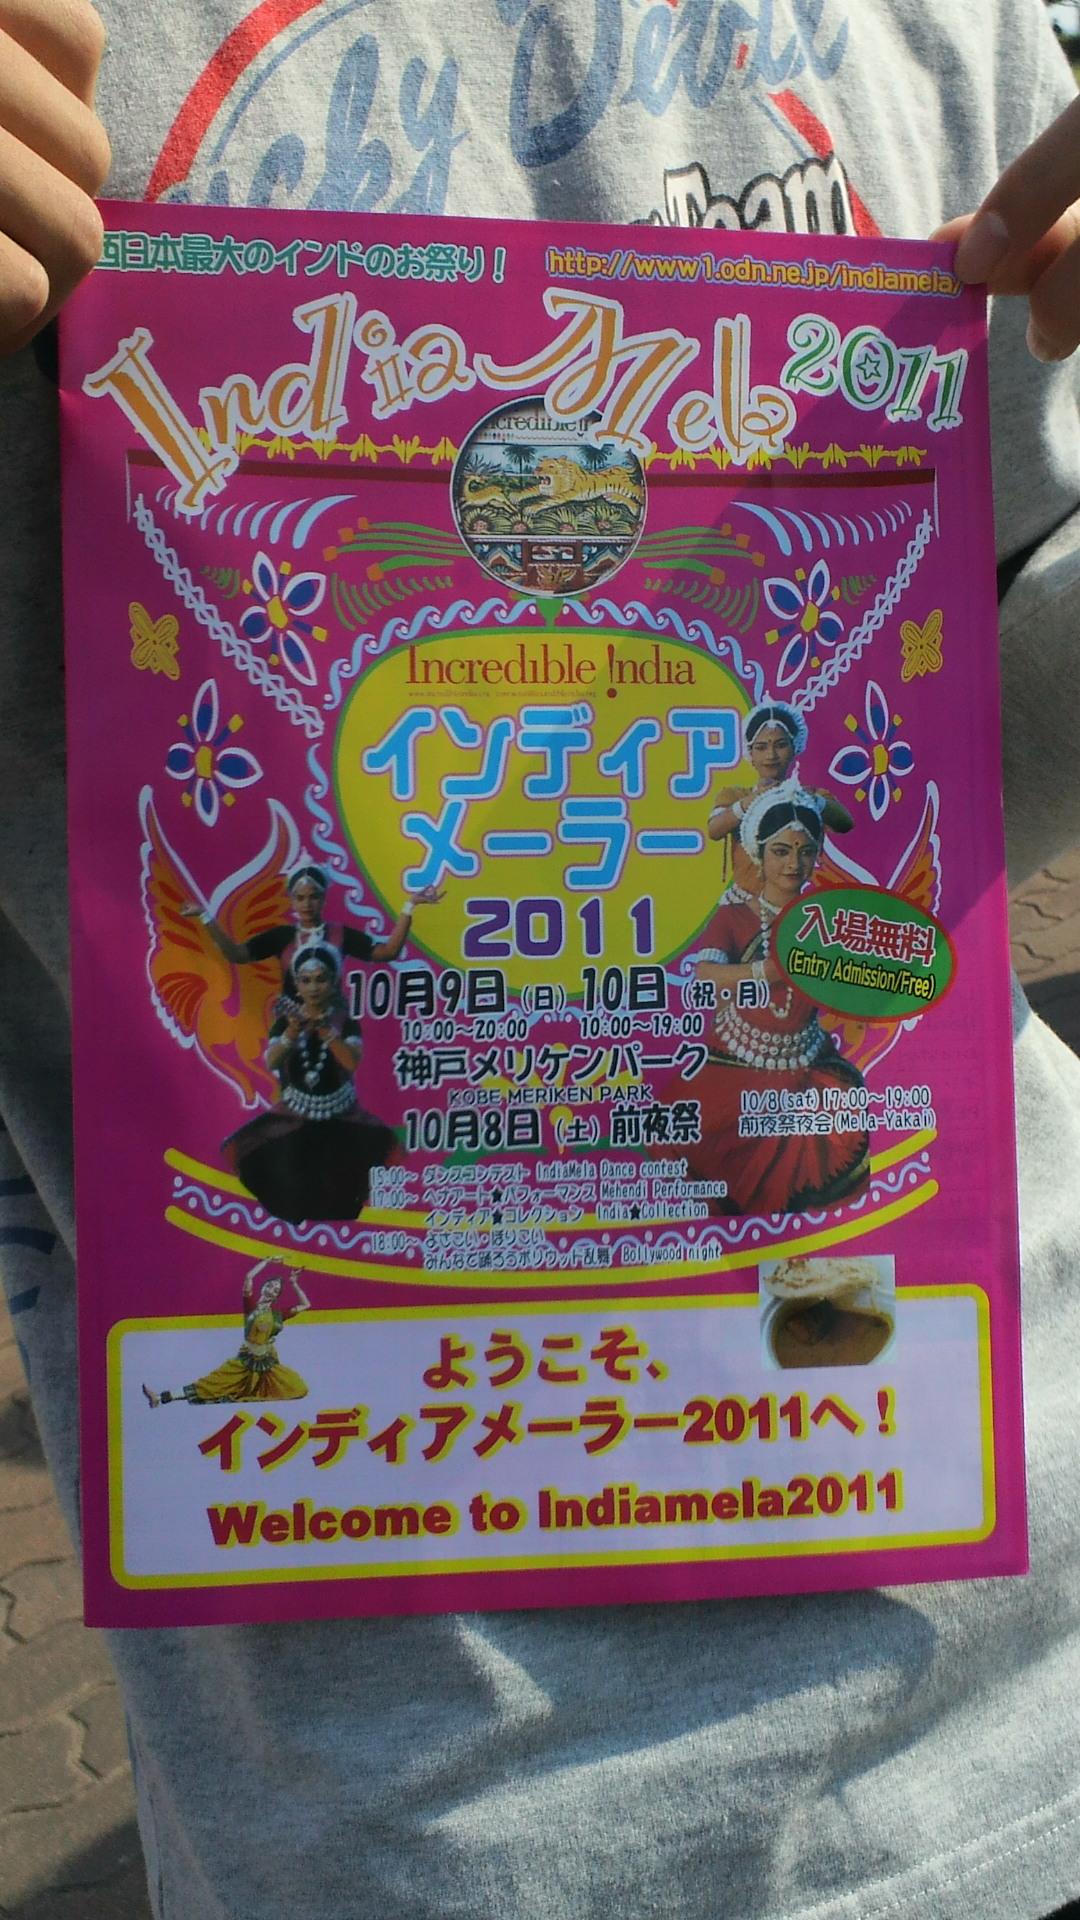 ucky Devil
Team
西日本最大のインドのお祭り！
http://www1.odn.ne.jp/indiamela/
India Mela 2011
Incredible !ndia
インディア
メーラー
2011
入場無料
(Entry Admission/Free)
10月9日（日）10日（祝・月）
10:00～20:00 10:00～19:00
神戸メリケンパーク
KOBE MERIKEN PARK
10月8日（土）前夜祭
10/8(sat) 17:00～19:00
前夜祭夜会(Mela-Yakai)
15:00～ ダンスコンテスト IndiaMela Dance contest
17:00～ ヘナアート★パフォーマンス Mehendi Performance
インディア★コレクション India★Collection
18:00～ よさこい・ぼりこい
みんなで踊ろうボリウット乱舞 Bollywood night
ようこそ、
インディアメーラー2011へ！
Welcome to Indiamela2011